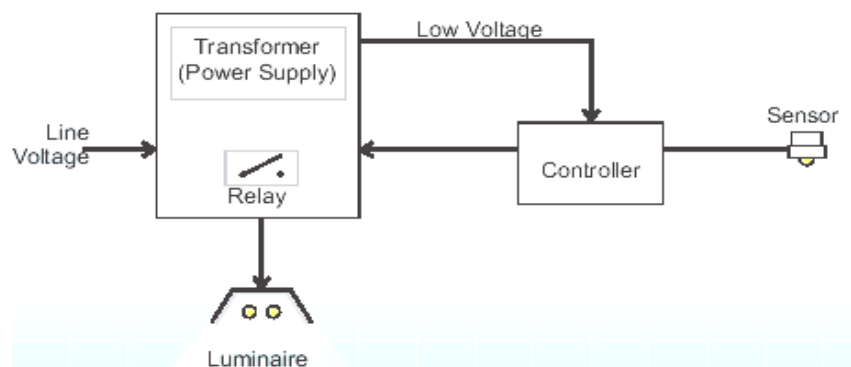 Transformer
(Power Supply)
Low Voltage
Sensor
Line
Voltage
Controller
Relay
Luminaire